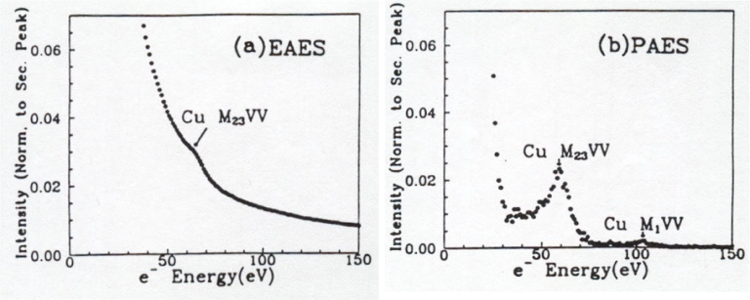 (a)EAES
Intensity (Norm. to Sec. Peak)
0.06
0.04
0.02
0.00
Cu M₂₃VV
0 50 100 150
e⁻ Energy(eV)
(b)PAES
Intensity (Norm. to Sec. Peak)
0.06
0.04
0.02
0.00
Cu M₂₃VV
Cu M₁VV
0 50 100 150
e⁻ Energy(eV)